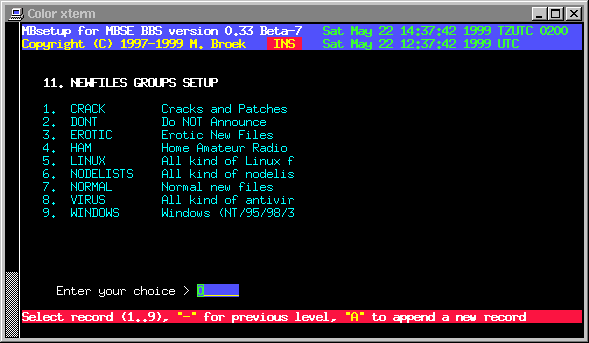 Color xterm
MBsetup for MBSE BBS version 0.33 Beta-7 Sat May 22 14:37:42 1999 TZUTC 0200
Copyright (C) 1997-1999 M. Broek INS Sat May 22 12:37:42 1999 UTC
11. NEWFILES GROUPS SETUP
1. CRACK Cracks and Patches
2. DONT Do NOT Announce
3. EROTIC Erotic New Files
4. HAM Home Amateur Radio
5. LINUX All kind of Linux f
6. NODELISTS All kind of nodelis
7. NORMAL Normal new files
8. VIRUS All kind of antivir
9. WINDOWS Windows (NT/95/98/3
Enter your choice > 0_____
Select record (1..9), "-" for previous level, "A" to append a new record